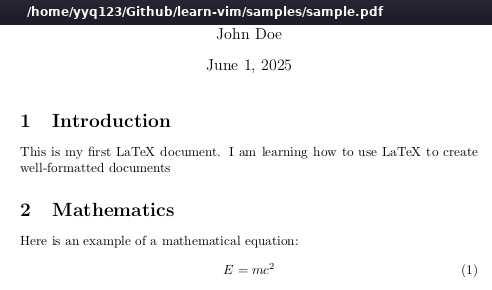 /home/yyq123/Github/learn-vim/samples/sample.pdf
John Doe
June 1, 2025
1 Introduction
This is my first LaTeX document. I am learning how to use LaTeX to create
well-formatted documents
2 Mathematics
Here is an example of a mathematical equation:
E = mc² (1)